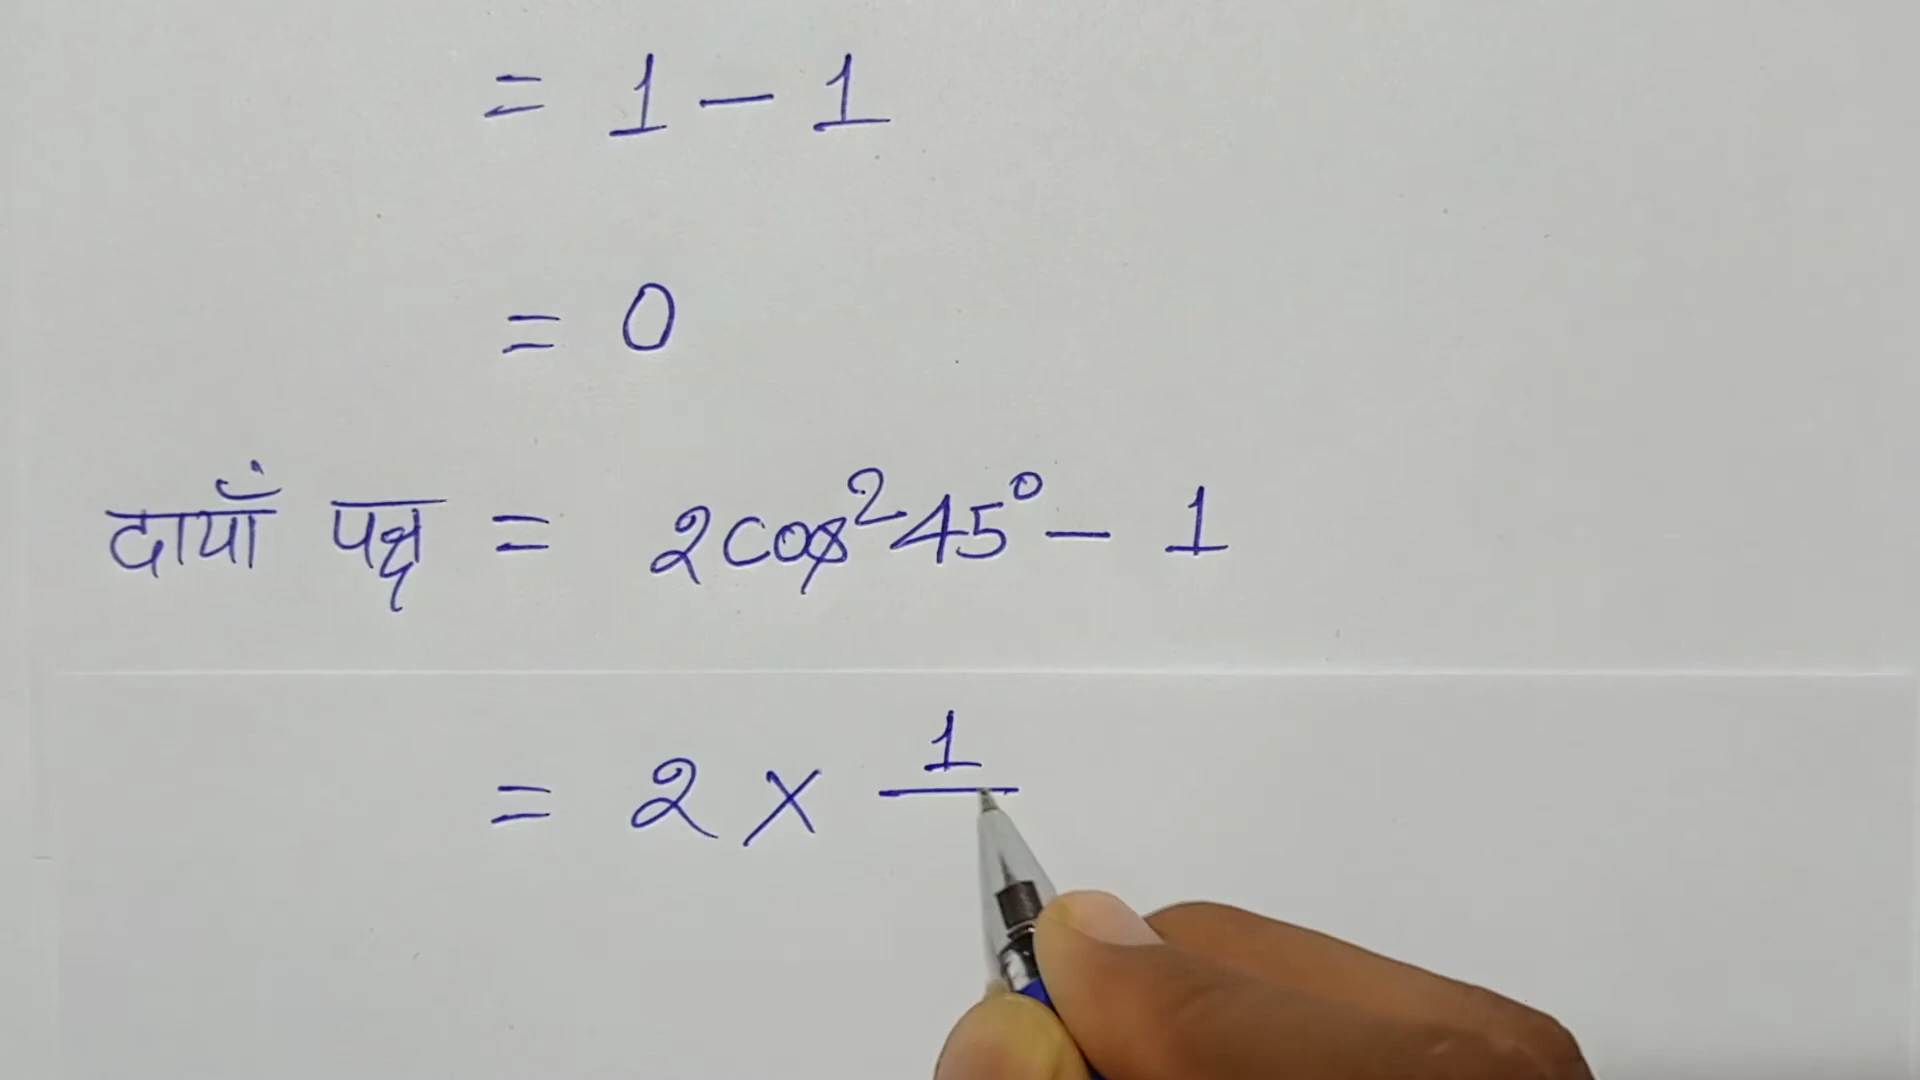 = 1 - 1
= 0
दायाँ पक्ष = 2cos²45° - 1
= 2 × 1/